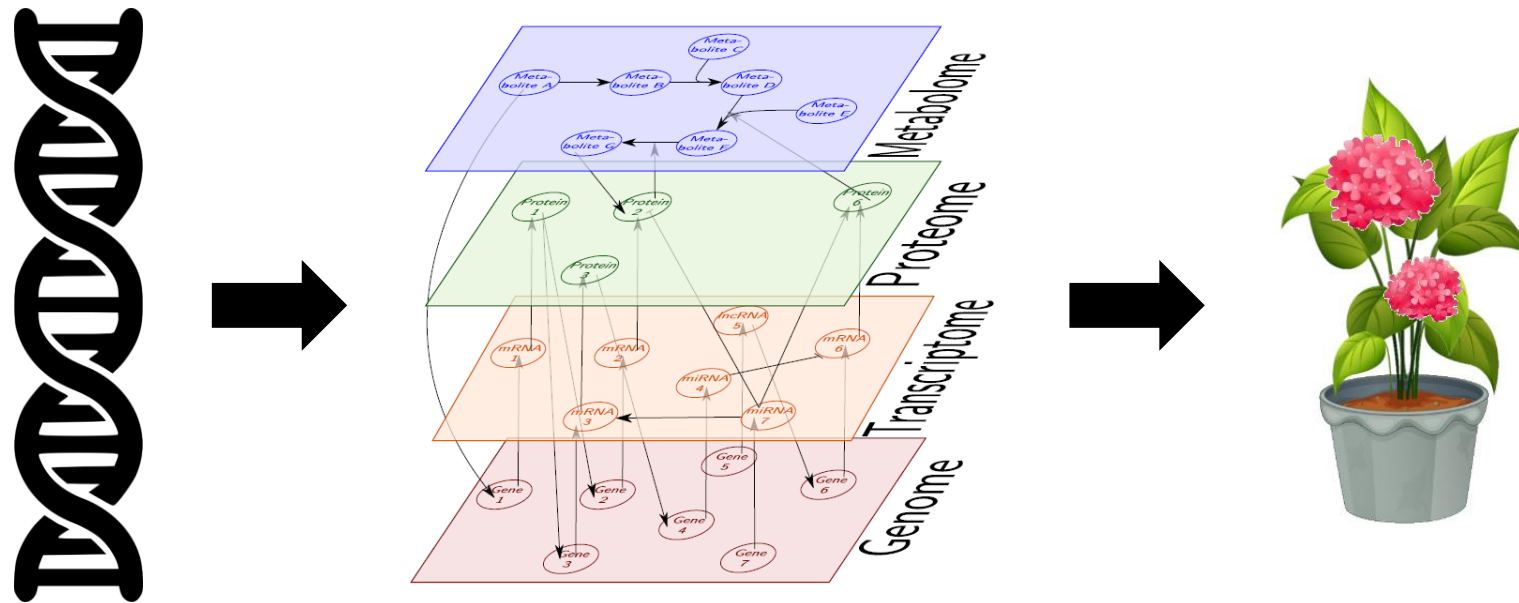 Meta-
bolite C
Meta-
bolite A
Meta-
bolite B
Meta-
bolite D
Meta-
bolite E
Meta-
bolite G
Meta-
bolite F
Metabolome
Protein
1
Protein
2
Protein
6
Protein
3
Proteome
lncRNA
5
mRNA
1
mRNA
2
mRNA
6
miRNA
4
mRNA
3
miRNA
7
Transcriptome
Gene
5
Gene
1
Gene
2
Gene
6
Gene
4
Gene
3
Gene
7
Genome